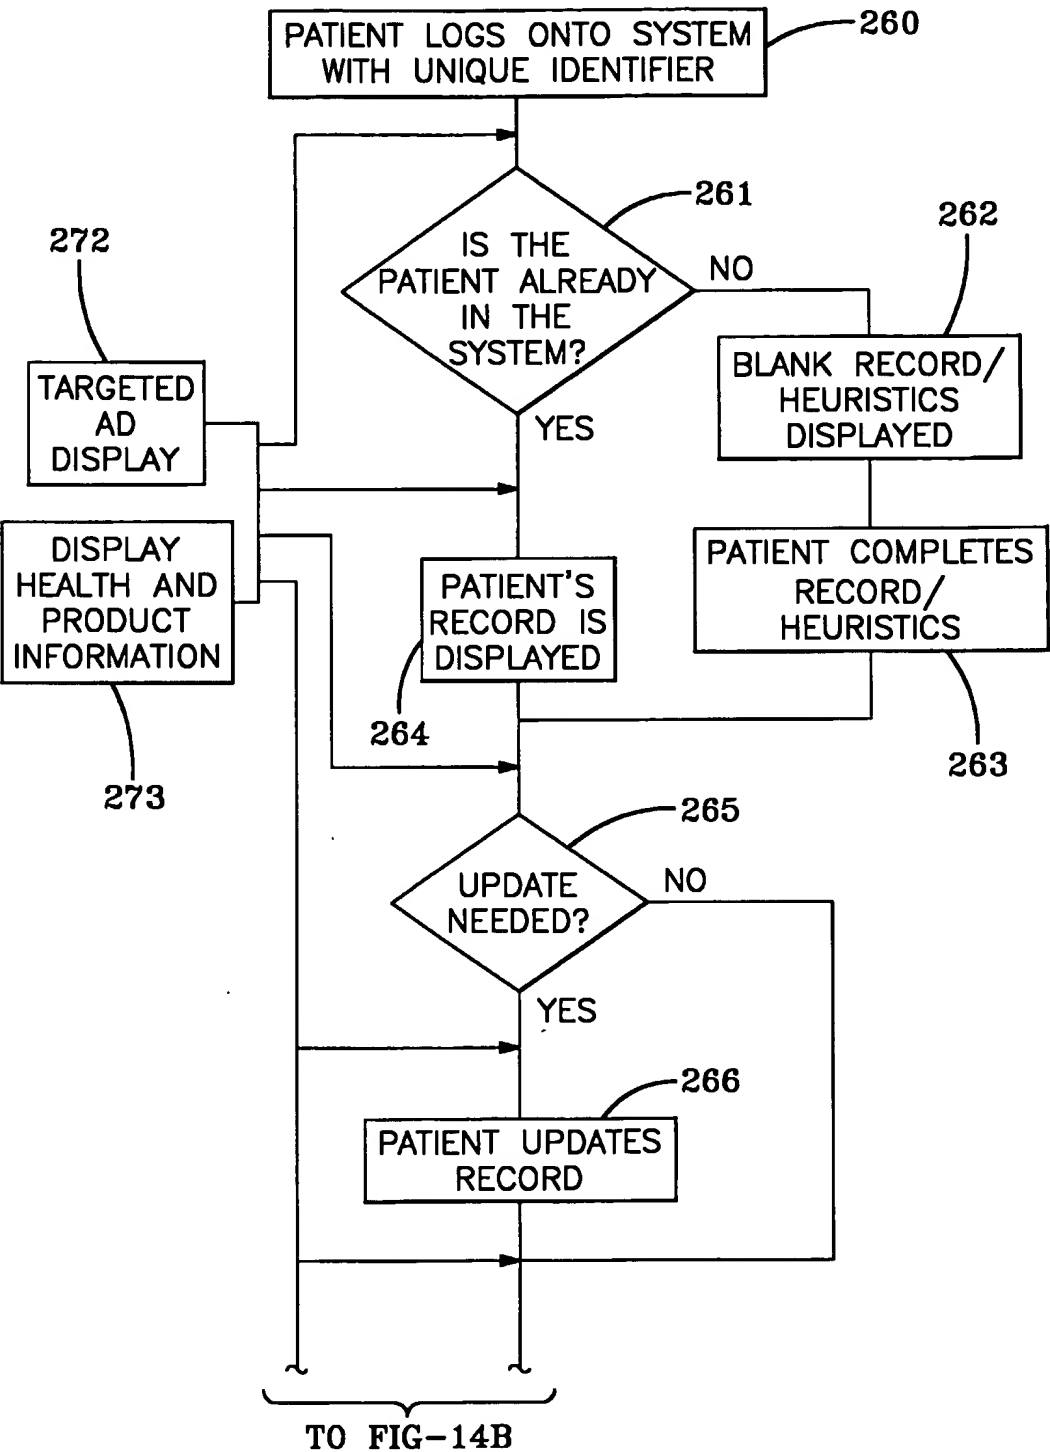 PATIENT LOGS ONTO SYSTEM
WITH UNIQUE IDENTIFIER
260
IS THE
PATIENT ALREADY
IN THE
SYSTEM?
261
NO
YES
262
BLANK RECORD/
HEURISTICS
DISPLAYED
272
TARGETED
AD
DISPLAY
DISPLAY
HEALTH AND
PRODUCT
INFORMATION
273
PATIENT'S
RECORD IS
DISPLAYED
264
PATIENT COMPLETES
RECORD/
HEURISTICS
263
265
UPDATE
NEEDED?
NO
YES
266
PATIENT UPDATES
RECORD
TO FIG-14B